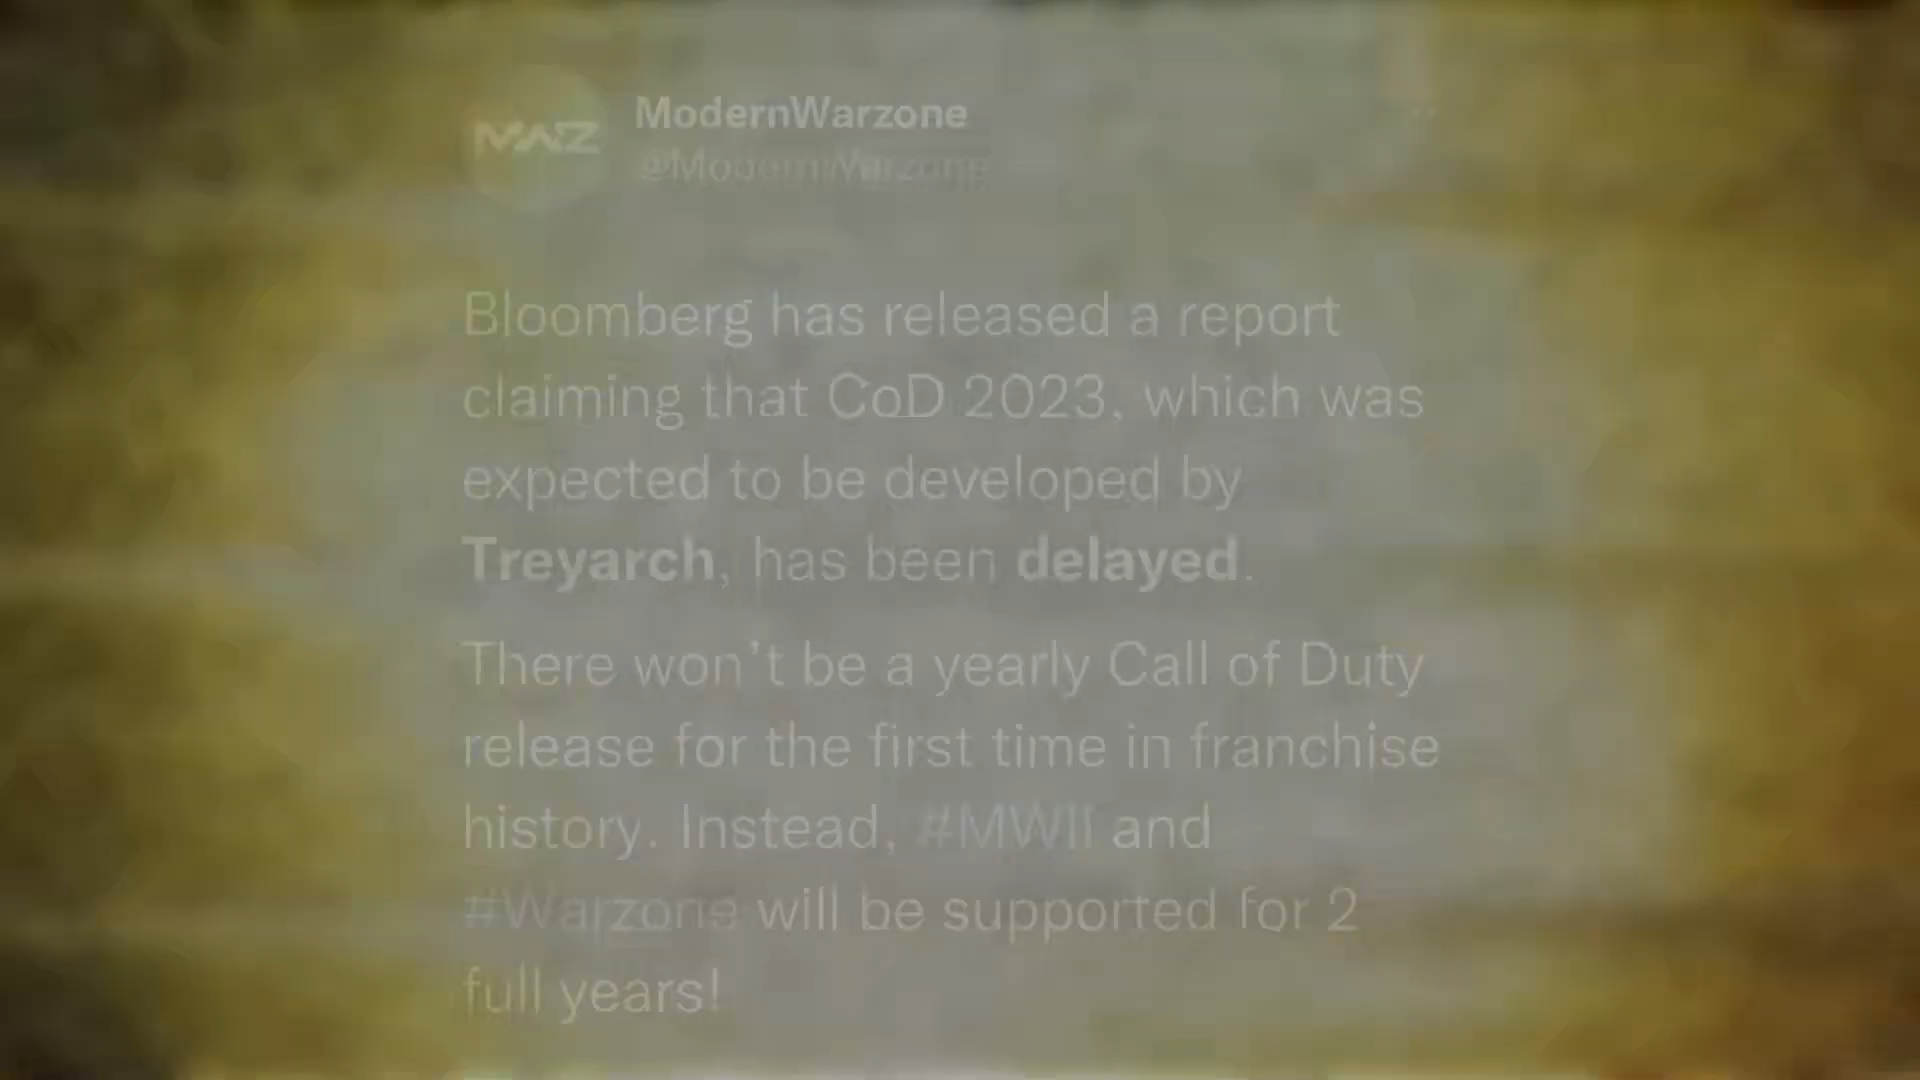 MWZ
ModernWarzone
@ModernWarzone
Bloomberg has released a report
claiming that CoD 2023, which was
expected to be developed by
Treyarch, has been delayed.
There won't be a yearly Call of Duty
release for the first time in franchise
history. Instead, #MWII and
#Warzone will be supported for 2
full years!